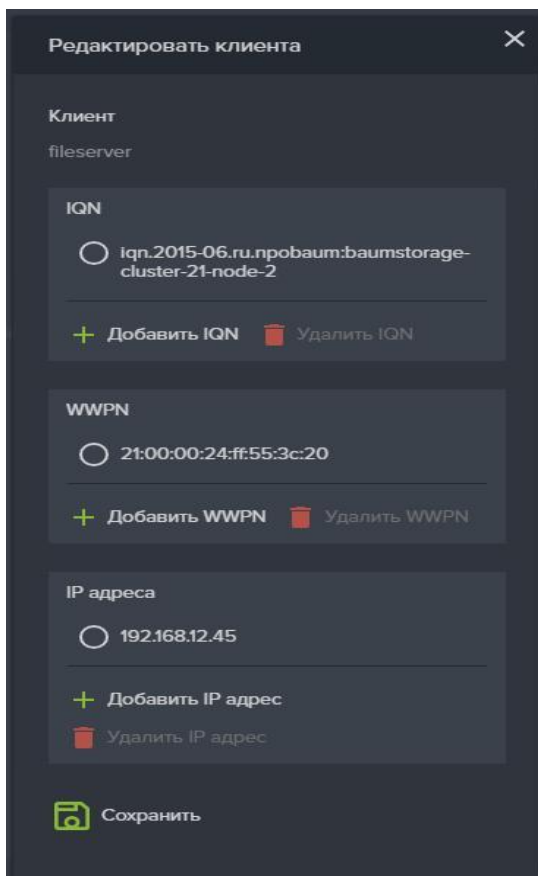 Редактировать клиента
Клиент
fileserver
IQN
iqn.2015-06.ru.npobaum:baumstorage-
cluster-21-node-2
Добавить IQN Удалить IQN
WWPN
21:00:00:24:ff:55:3c:20
Добавить WWPN Удалить WWPN
IP адреса
192.168.12.45
Добавить IP адрес
Удалить IP адрес
Сохранить